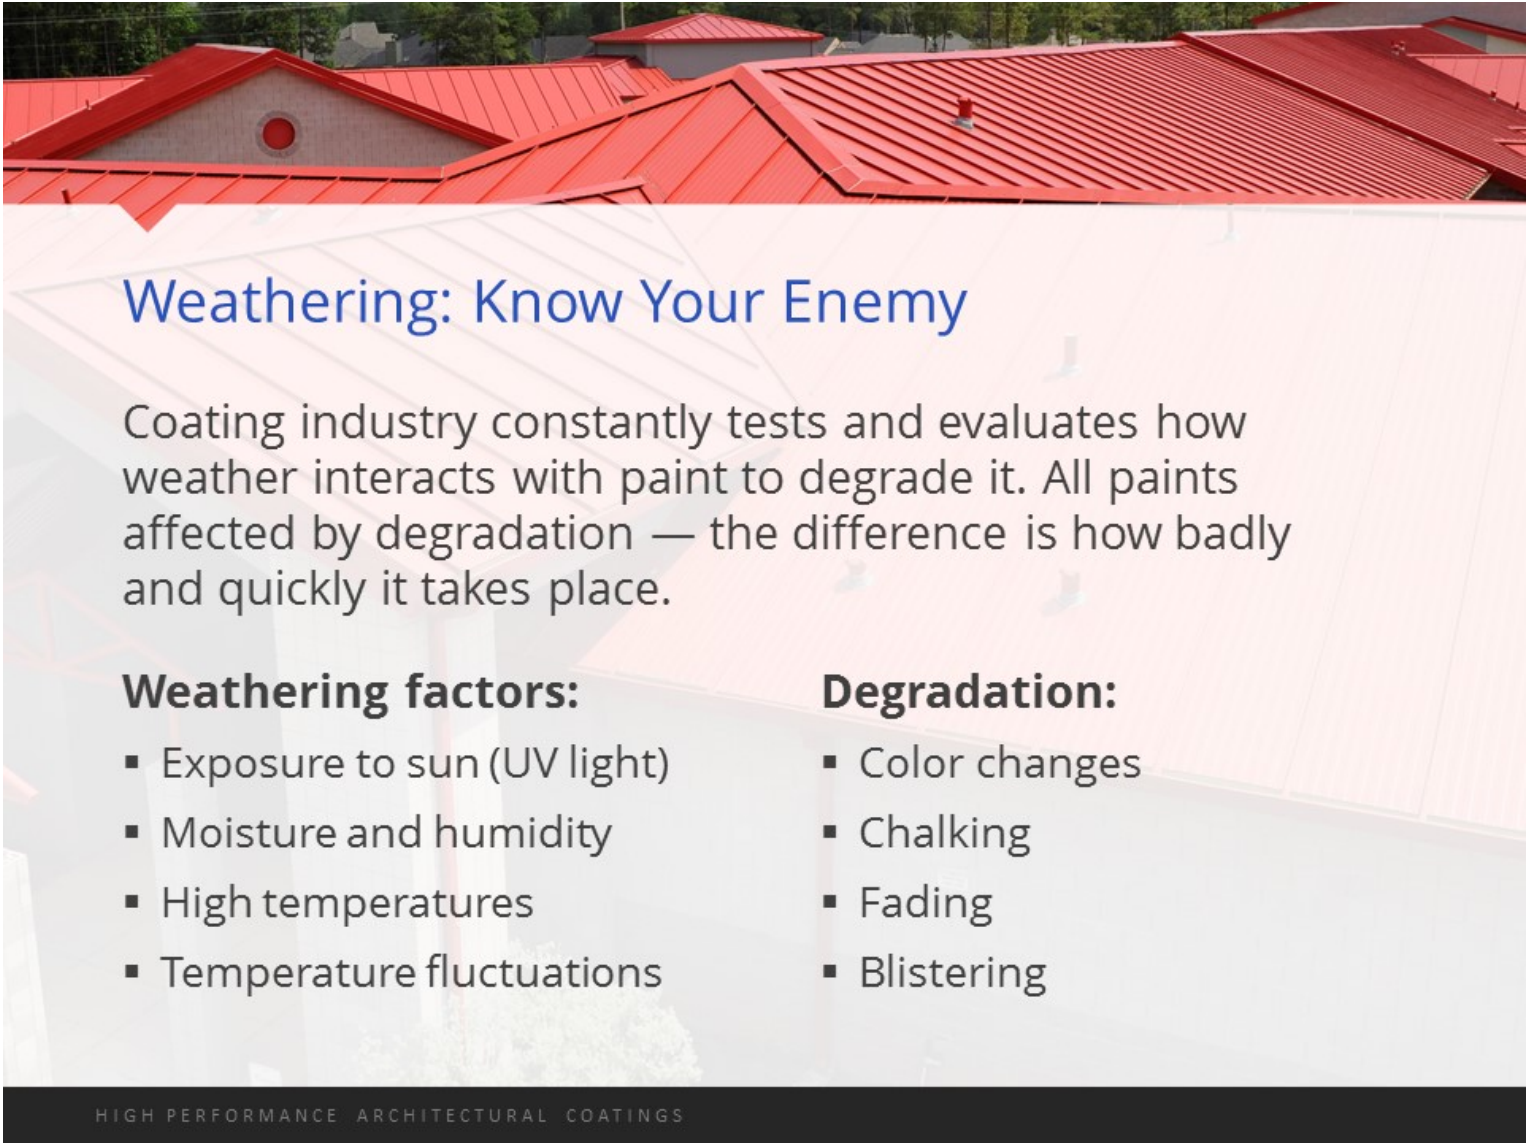 Weathering: Know Your Enemy
Coating industry constantly tests and evaluates how
weather interacts with paint to degrade it. All paints
affected by degradation — the difference is how badly
and quickly it takes place.
Weathering factors:
▪ Exposure to sun (UV light)
▪ Moisture and humidity
▪ High temperatures
▪ Temperature fluctuations
Degradation:
▪ Color changes
▪ Chalking
▪ Fading
▪ Blistering
HIGH PERFORMANCE ARCHITECTURAL COATINGS